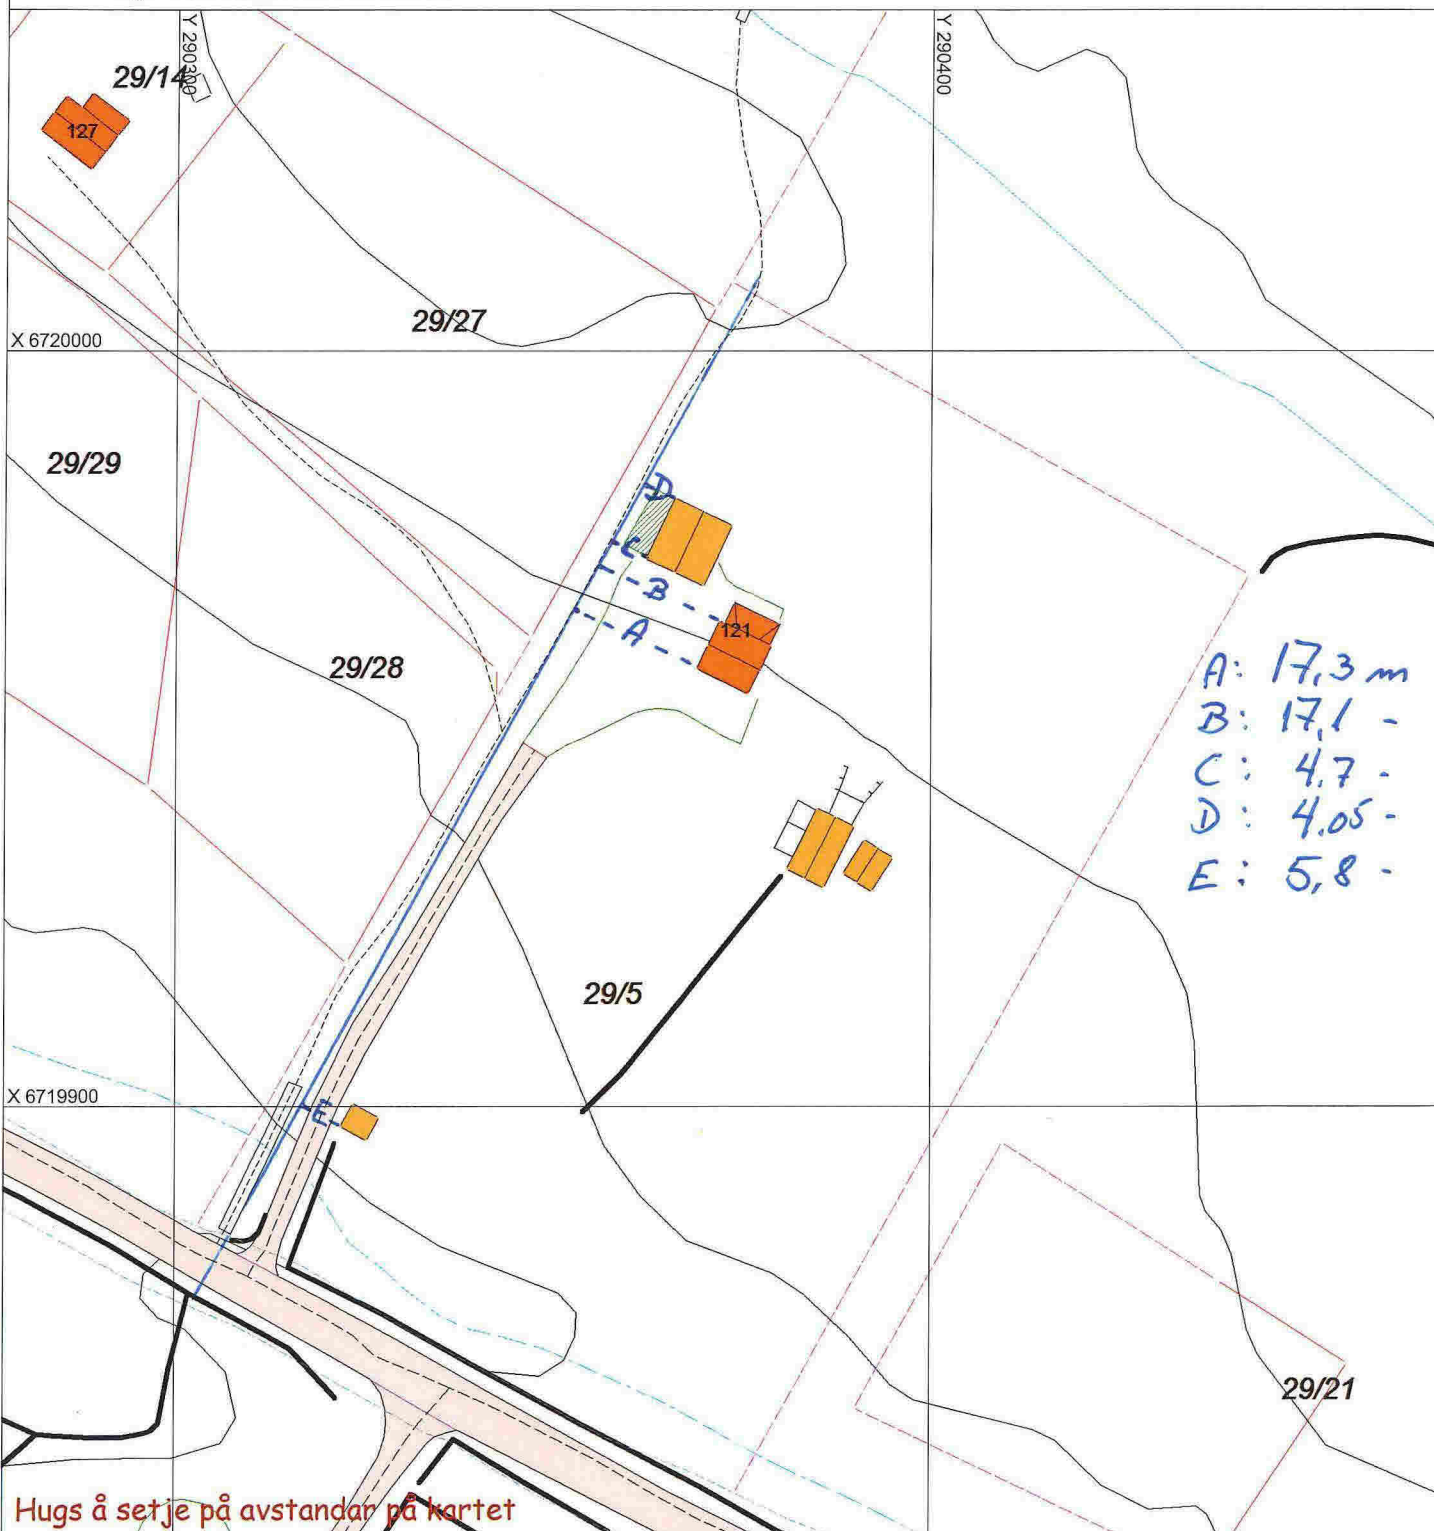 Y 290300
Y 290400
29/14
127
29/27
X 6720000
29/29
D
C
B
121
A
29/28
A: 17,3 m
B: 17,1 -
C: 4,7 -
D: 4.05 -
E: 5,8 -
29/5
X 6719900
E
29/21
Hugs å setje på avstandar på kartet